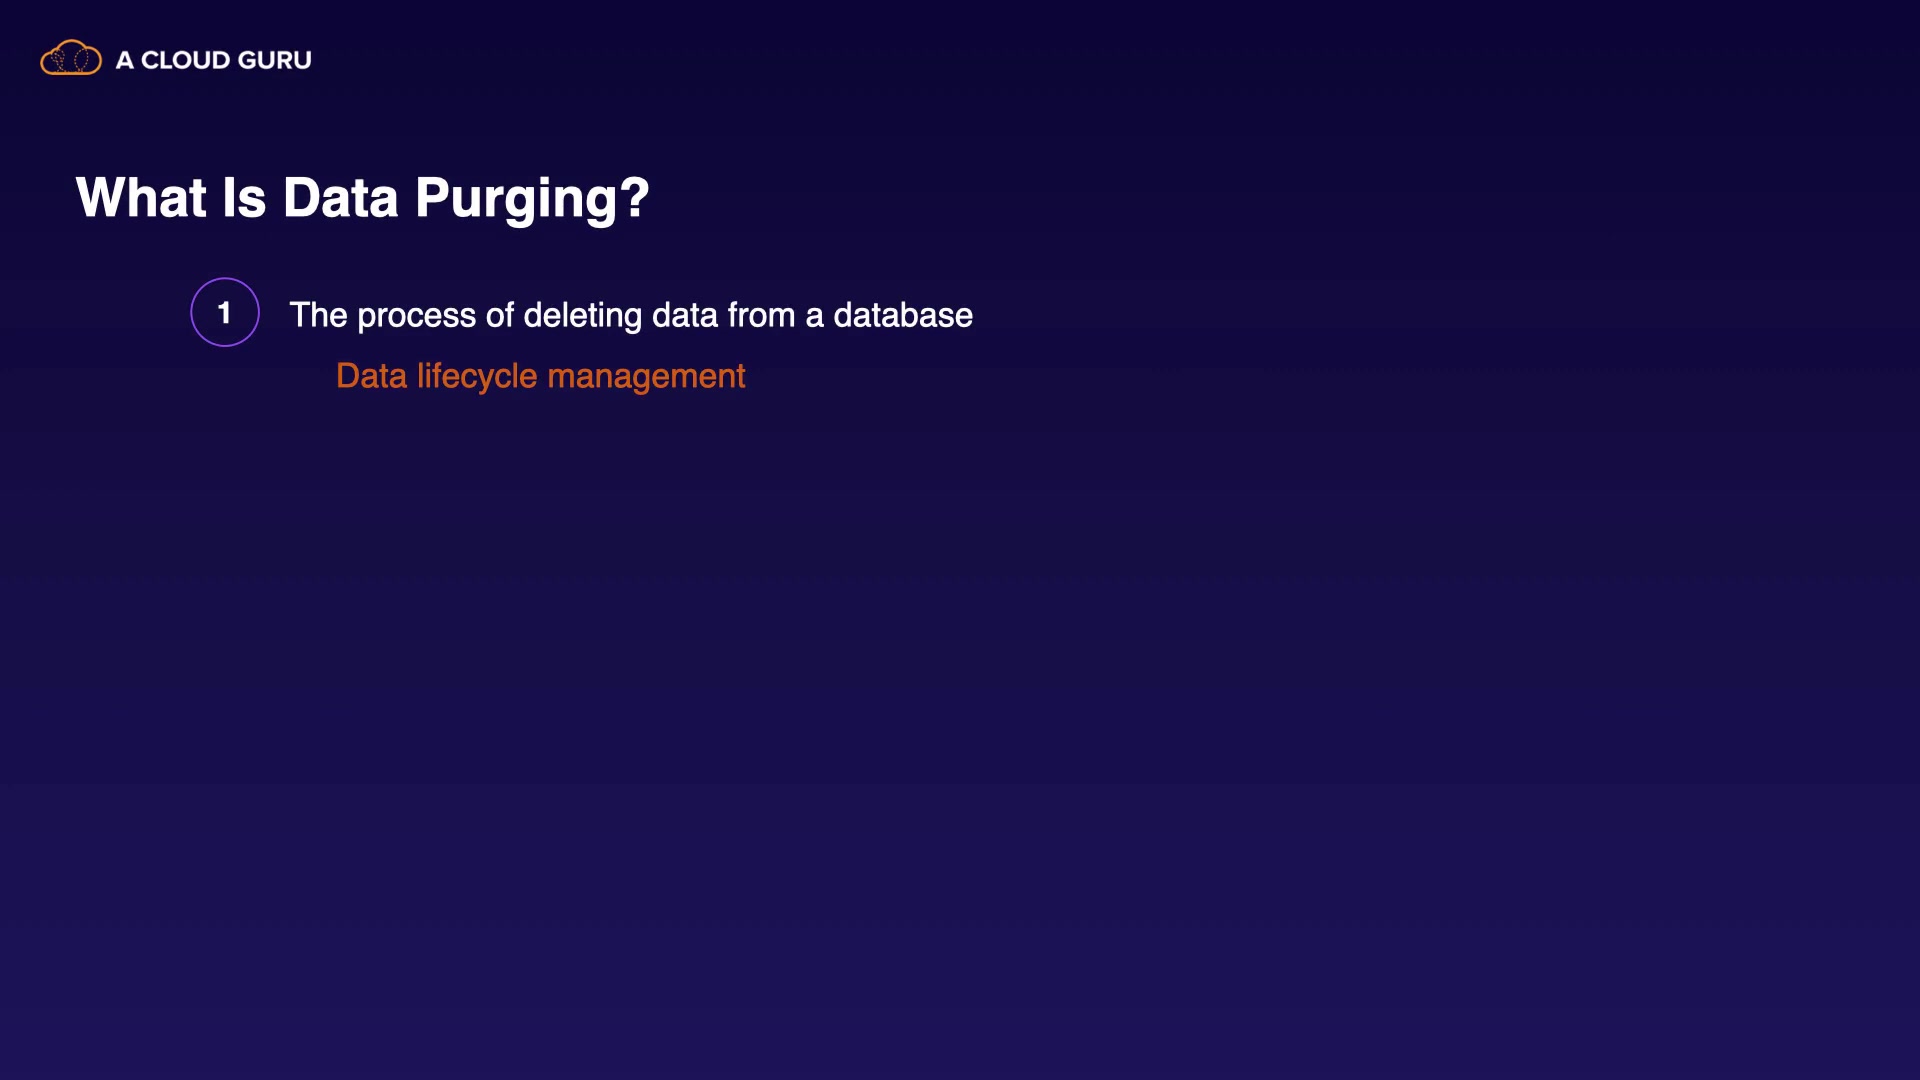 A CLOUD GURU
What Is Data Purging?
1 The process of deleting data from a database
Data lifecycle management